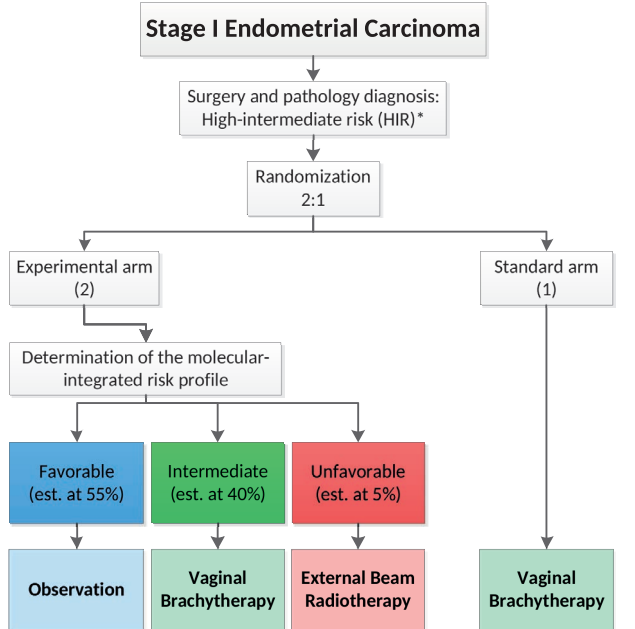 Stage I Endometrial Carcinoma
Surgery and pathology diagnosis:
High-intermediate risk (HIR)*
Randomization
2:1
Experimental arm
(2)
Standard arm
(1)
Determination of the molecular-
integrated risk profile
Favorable
(est. at 55%)
Intermediate
(est. at 40%)
Unfavorable
(est. at 5%)
Observation
Vaginal
Brachytherapy
External Beam
Radiotherapy
Vaginal
Brachytherapy